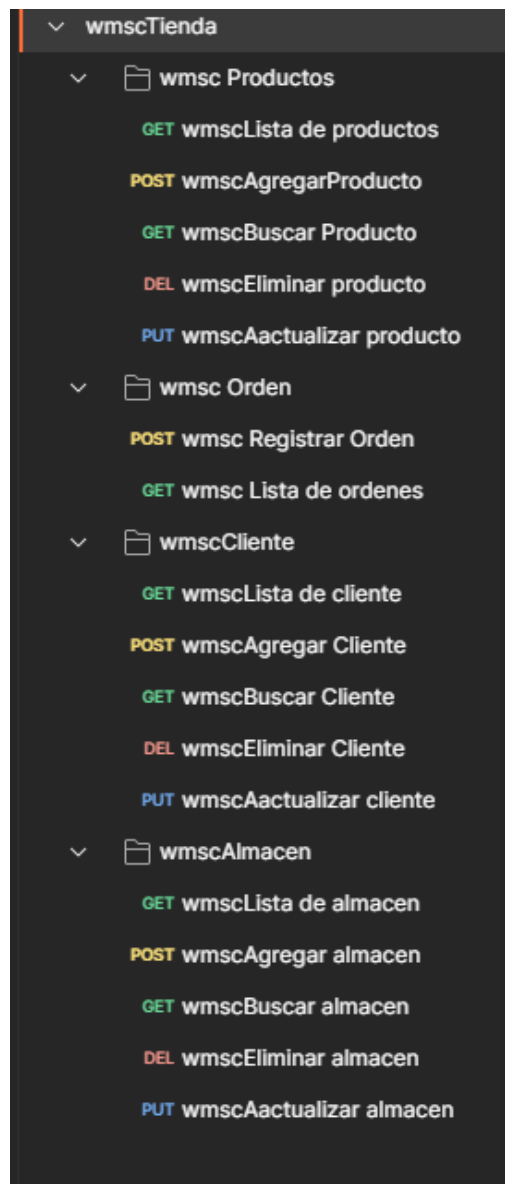 wmscTienda
wmsc Productos
GET wmscLista de productos
POST wmscAgregarProducto
GET wmscBuscar Producto
DEL wmscEliminar producto
PUT wmscAactualizar producto
wmsc Orden
POST wmsc Registrar Orden
GET wmsc Lista de ordenes
wmscCliente
GET wmscLista de cliente
POST wmscAgregar Cliente
GET wmscBuscar Cliente
DEL wmscEliminar Cliente
PUT wmscAactualizar cliente
wmscAlmacen
GET wmscLista de almacen
POST wmscAgregar almacen
GET wmscBuscar almacen
DEL wmscEliminar almacen
PUT wmscAactualizar almacen